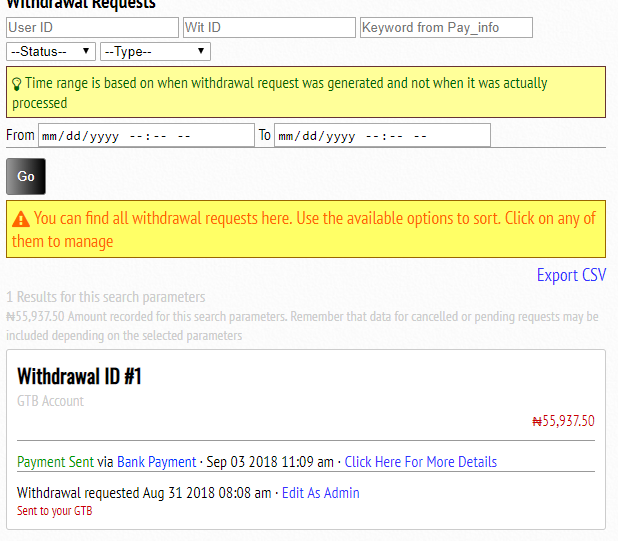 Withdrawal Requests
User ID Wit ID Keyword from Pay_info
--Status-- --Type--
Time range is based on when withdrawal request was generated and not when it was actually
processed
From mm/dd/yyyy --:-- -- To mm/dd/yyyy --:-- --
Go
You can find all withdrawal requests here. Use the available options to sort. Click on any of
them to manage
Export CSV
1 Results for this search parameters
₦55,937.50 Amount recorded for this search parameters. Remember that data for cancelled or pending requests may be
included depending on the selected parameters
Withdrawal ID #1
GTB Account
₦55,937.50
Payment Sent via Bank Payment · Sep 03 2018 11:09 am · Click Here For More Details
Withdrawal requested Aug 31 2018 08:08 am · Edit As Admin
Sent to your GTB